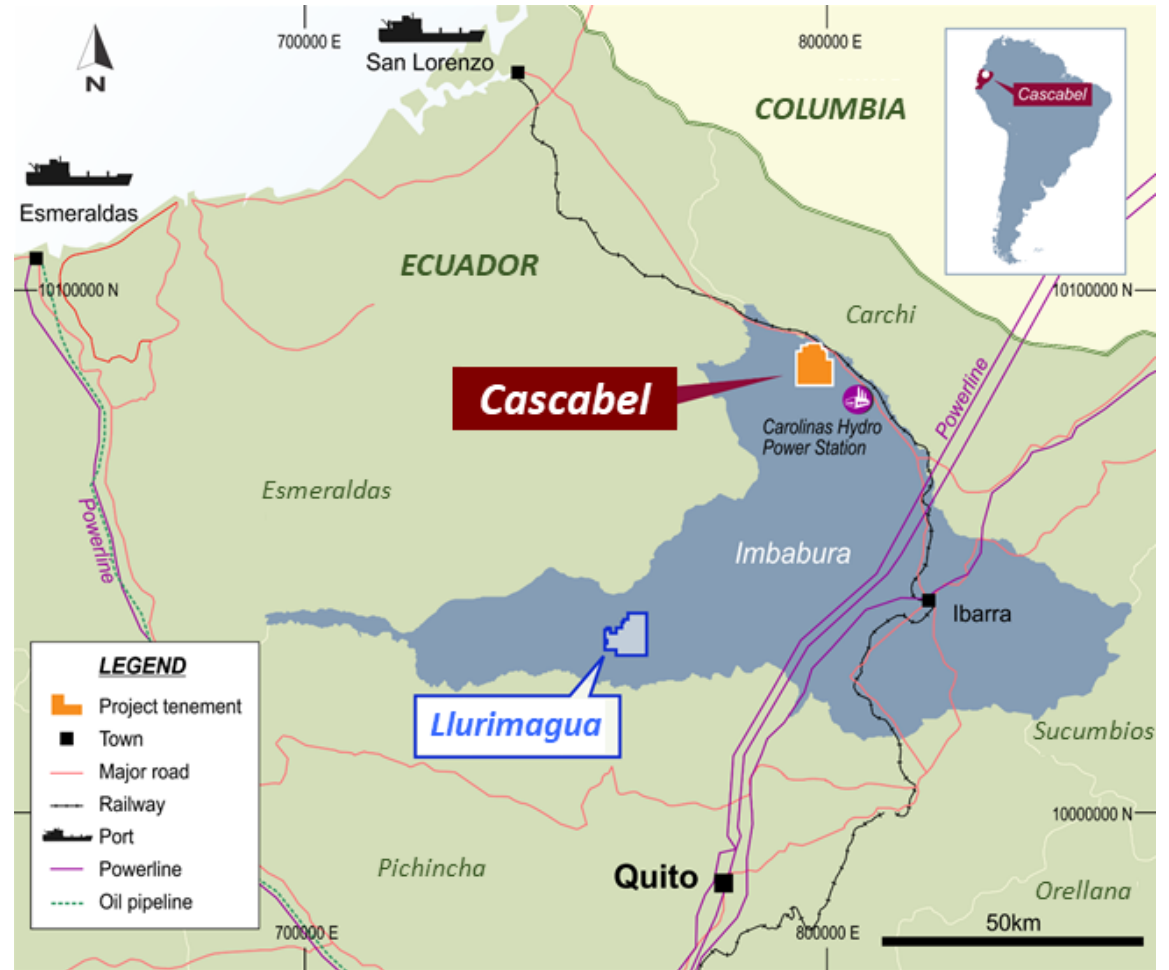 700000 E
800000 E
N
San Lorenzo
COLUMBIA
Cascabel
Esmeraldas
ECUADOR
10100000 N
10100000 N
Carchi
Powerline
Cascabel
Carolinas Hydro
Power Station
Esmeraldas
Powerline
Imbabura
Ibarra
LEGEND
Project tenement
Town
Major road
Railway
Port
Powerline
Oil pipeline
Llurimagua
Sucumbios
10000000 N
Pichincha
Quito
Orellana
50km
700000 E
800000 E